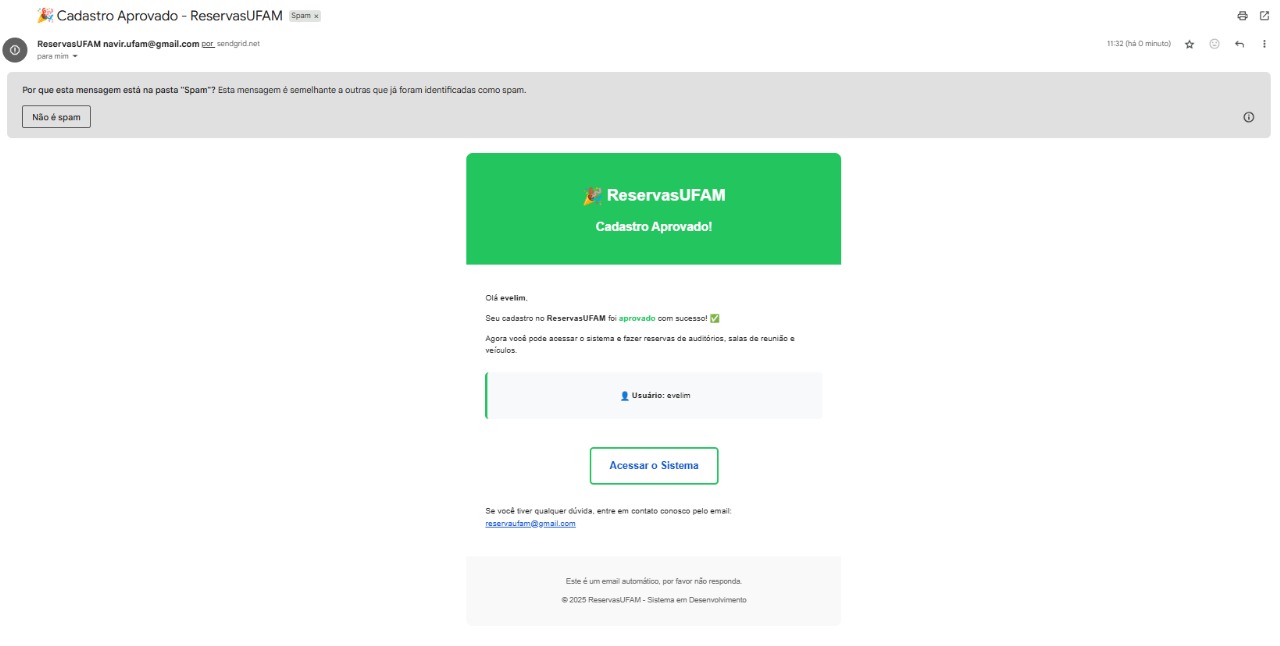 🎉 Cadastro Aprovado - ReservasUFAM Spam x
ReservasUFAM navir.ufam@gmail.com por sendgrid.net 11:32 (há 0 minuto)
para mim
Por que esta mensagem está na pasta "Spam"? Esta mensagem é semelhante a outras que já foram identificadas como spam.
Não é spam
🎉 ReservasUFAM
Cadastro Aprovado!
Olá evelim,
Seu cadastro no ReservasUFAM foi aprovado com sucesso! ✅
Agora você pode acessar o sistema e fazer reservas de auditórios, salas de reunião e
veículos.
👤 Usuário: evelim
Acessar o Sistema
Se você tiver qualquer dúvida, entre em contato conosco pelo email:
reservaufam@gmail.com
Este é um email automático, por favor não responda.
© 2025 ReservasUFAM - Sistema em Desenvolvimento